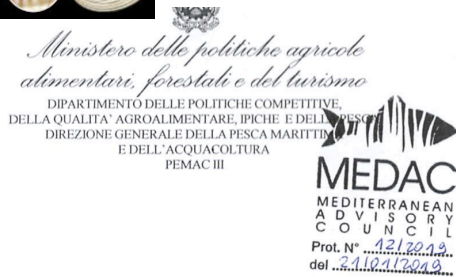 Ministero delle politiche agricole
alimentari, forestali e del turismo
DIPARTIMENTO DELLE POLITICHE COMPETITIVE,
DELLA QUALITA' AGROALIMENTARE, IPICHE E DELLA PESCA
DIREZIONE GENERALE DELLA PESCA MARITTIMA
E DELL'ACQUACOLTURA
PEMAC III
MEDAC
MEDITERRANEAN
ADVISORY
COUNCIL
Prot. N° 12/2019
del 21/01/2019